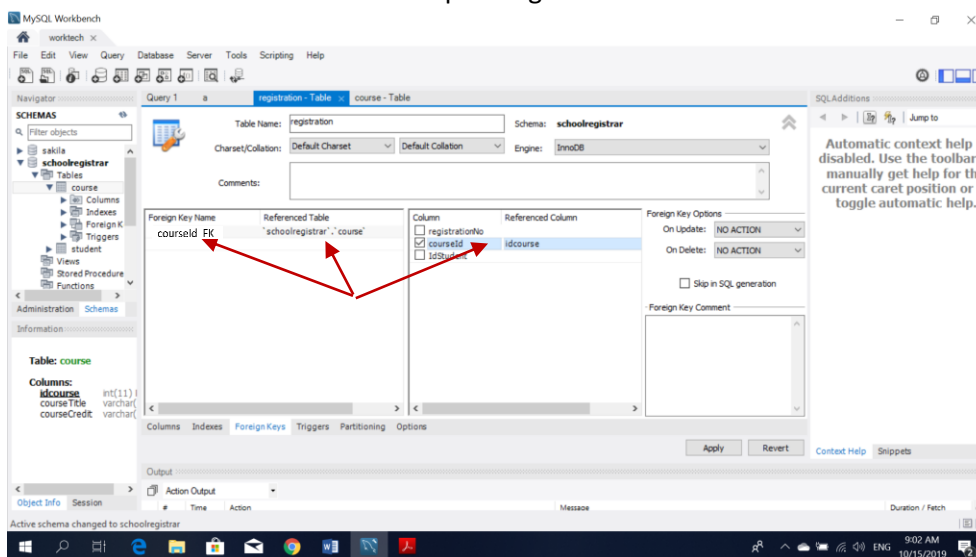 MySQL Workbench
worktech ×
File Edit View Query Database Server Tools Scripting Help
Navigator
Query 1 a registration - Table × course - Table
SQLAdditions
SCHEMAS
Filter objects
sakila
schoolregistrar
Tables
course
Columns
Indexes
Foreign K
Triggers
student
Views
Stored Procedure
Functions
Administration Schemas
Information
Table: course
Columns:
idcourse int(11)
courseTitle varchar(
courseCredit varchar(
Object Info Session
Table Name: registration Schema: schoolregistrar
Charset/Collation: Default Charset Default Collation Engine: InnoDB
Comments:
Foreign Key Name Referenced Table
courseId_FK `schoolregistrar`.`course`
Column Referenced Column
registrationNo
courseId idcourse
IdStudent
Foreign Key Options
On Update: NO ACTION
On Delete: NO ACTION
Skip in SQL generation
Foreign Key Comment
Columns Indexes Foreign Keys Triggers Partitioning Options
Apply Revert
Jump to
Automatic context help
disabled. Use the toolbar
manually get help for th
current caret position or
toggle automatic help.
Context Help Snippets
Output
Action Output
# Time Action Message Duration / Fetch
Active schema changed to schoolregistrar
ENG
9:02 AM
10/15/2019